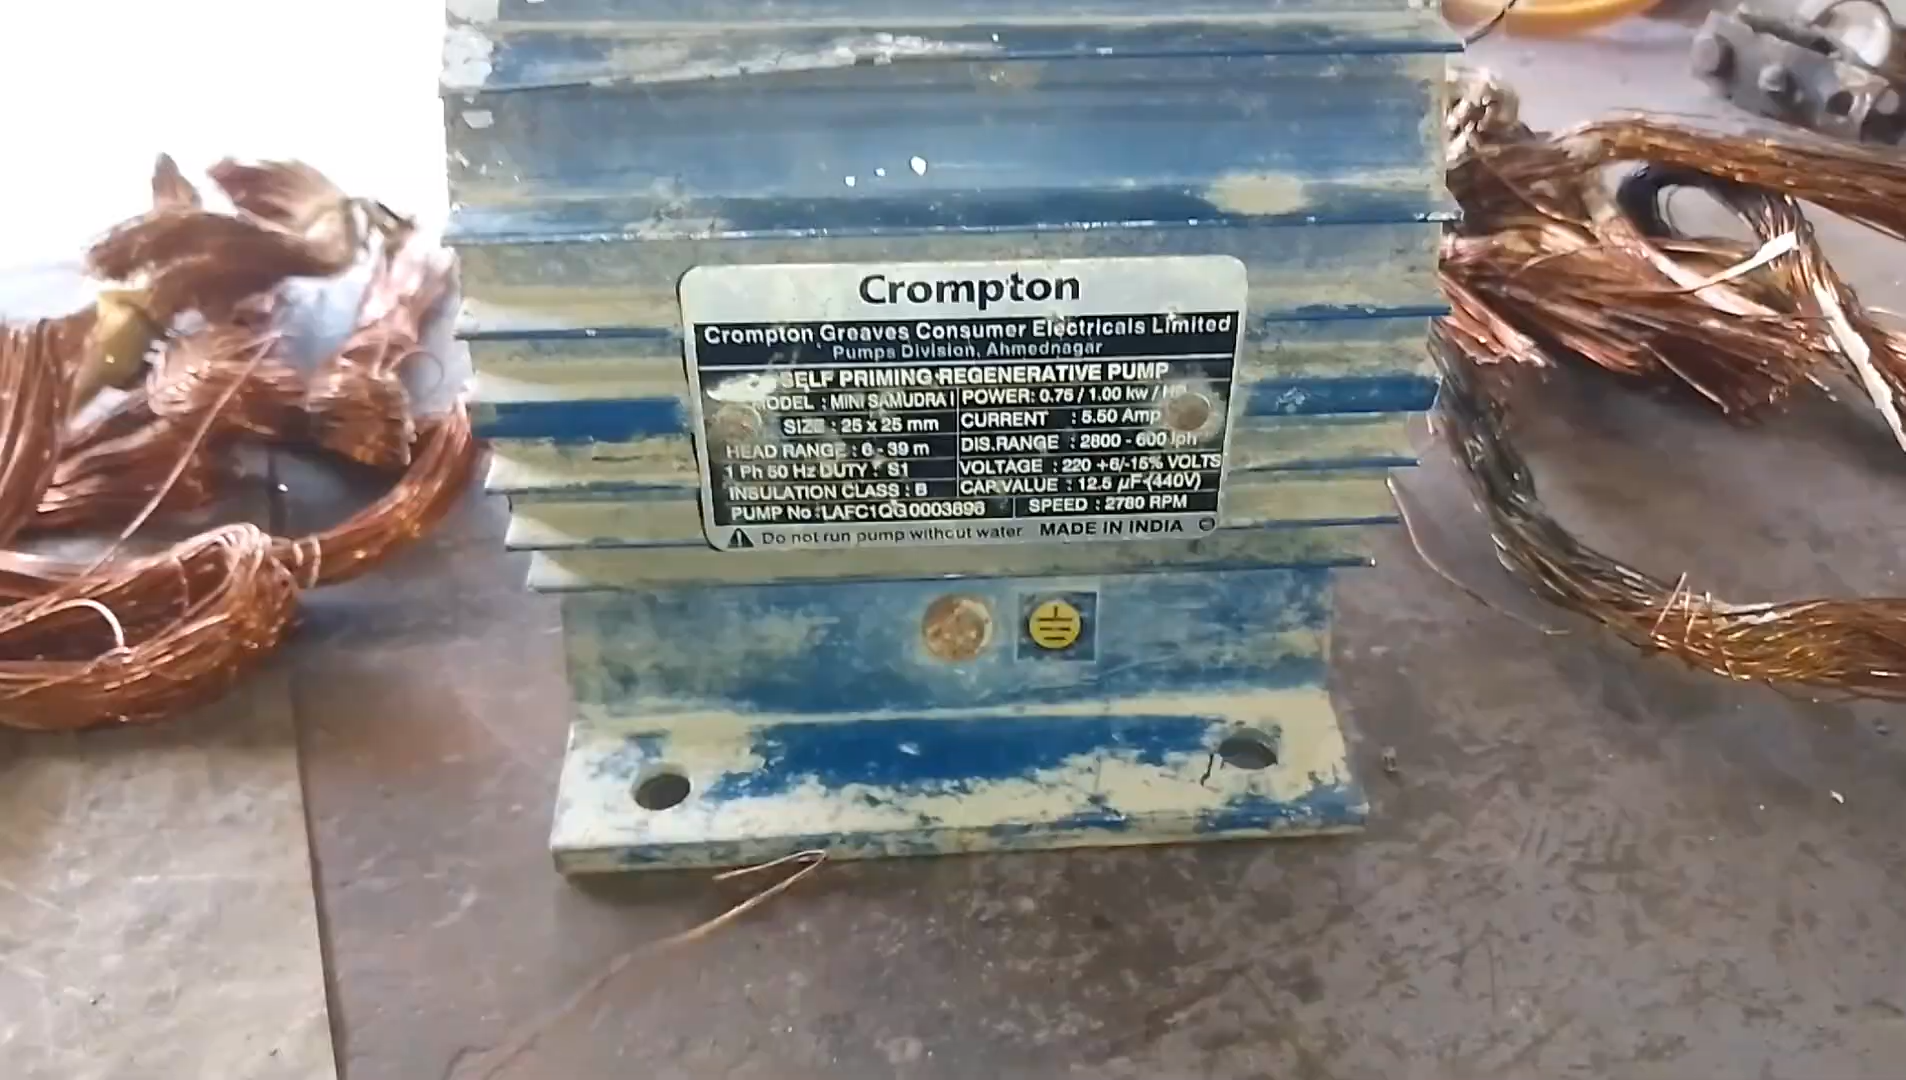 Crompton
Crompton Greaves Consumer Electricals Limited
Pumps Division, Ahmednagar
SELF PRIMING REGENERATIVE PUMP
MODEL : MINI SAMUDRA I POWER: 0.75 / 1.00 kw / HP
SIZE : 25 x 25 mm CURRENT : 5.50 Amp
HEAD RANGE : 6 - 39 m DIS.RANGE : 2800 - 600 lph
1 Ph 50 Hz DUTY : S1 VOLTAGE : 220 +6/-15% VOLTS
INSULATION CLASS : B CAP.VALUE : 12.5 µF (440V)
PUMP No : LAFC1QG0003898 SPEED : 2780 RPM
Do not run pump without water MADE IN INDIA